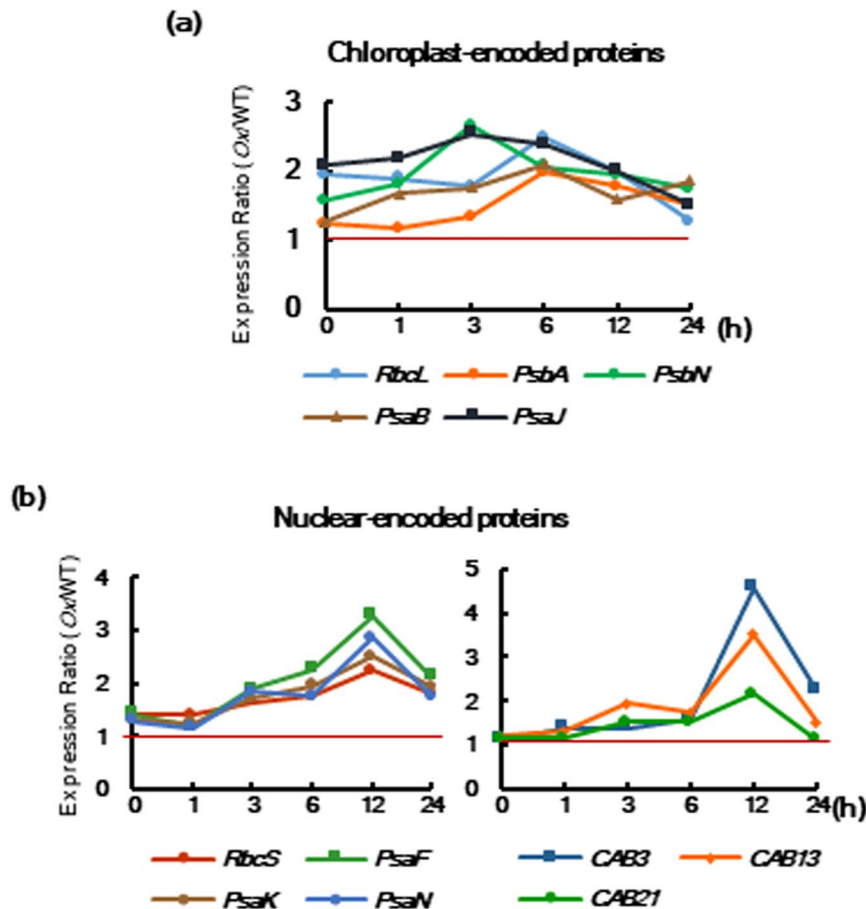 (a)
Chloroplast-encoded proteins
Expression Ratio (Ox/WT)
3
2
1
0
0 1 3 6 12 24 (h)
RbcL PsbA PsbN
PsaB PsaJ
(b)
Nuclear-encoded proteins
Expression Ratio (Ox/WT)
4
3
2
1
0
0 1 3 6 12 24
RbcS PsaF
PsaK PsaN
5
4
3
2
1
0
0 1 3 6 12 24 (h)
CAB3 CAB13
CAB21